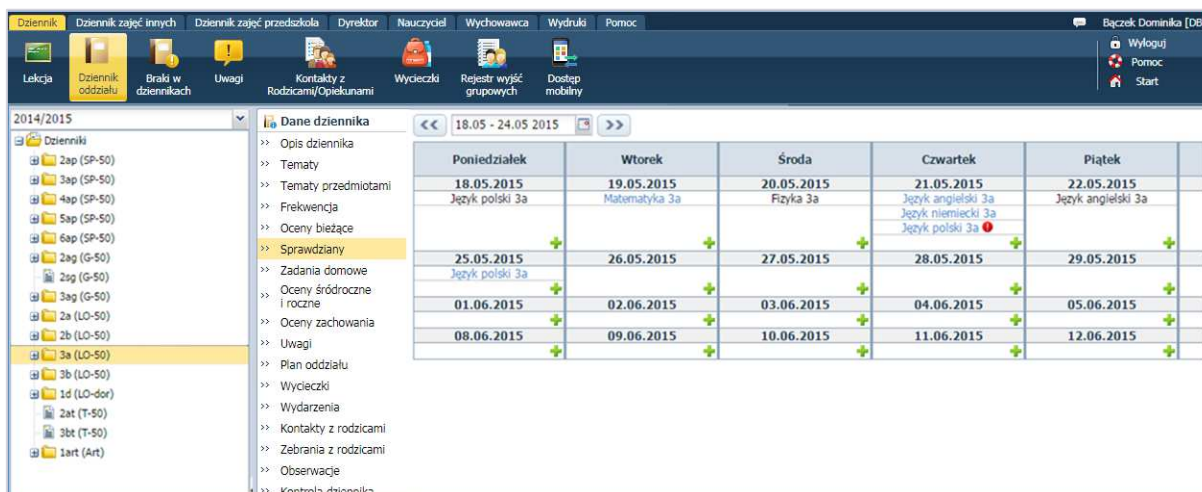 Dziennik Dziennik zajęć innych Dziennik zajęć przedszkola Dyrektor Nauczyciel Wychowawca Wydruki Pomoc Bączek Dominika [DB
Lekcja
Dziennik oddziału
Braki w dziennikach
Uwagi
Kontakty z Rodzicami/Opiekunami
Wycieczki
Rejestr wyjść grupowych
Dostęp mobilny
Wyloguj
Pomoc
Start
2014/2015
Dzienniki
2ap (SP-50)
3ap (SP-50)
4ap (SP-50)
5ap (SP-50)
6ap (SP-50)
2ag (G-50)
2sg (G-50)
3ag (G-50)
2a (LO-50)
2b (LO-50)
3a (LO-50)
3b (LO-50)
1d (LO-dor)
2at (T-50)
3bt (T-50)
1art (Art)
Dane dziennika
Opis dziennika
Tematy
Tematy przedmiotami
Frekwencja
Oceny bieżące
Sprawdziany
Zadania domowe
Oceny śródroczne
i roczne
Oceny zachowania
Uwagi
Plan oddziału
Wycieczki
Wydarzenia
Kontakty z rodzicami
Zebrania z rodzicami
Obserwacje
Kontrola dziennika
18.05 - 24.05 2015
Poniedziałek Wtorek Środa Czwartek Piątek
18.05.2015 19.05.2015 20.05.2015 21.05.2015 22.05.2015
Język polski 3a Matematyka 3a Fizyka 3a Język angielski 3a Język angielski 3a
Język niemiecki 3a
Język polski 3a
25.05.2015 26.05.2015 27.05.2015 28.05.2015 29.05.2015
Język polski 3a
01.06.2015 02.06.2015 03.06.2015 04.06.2015 05.06.2015
08.06.2015 09.06.2015 10.06.2015 11.06.2015 12.06.2015